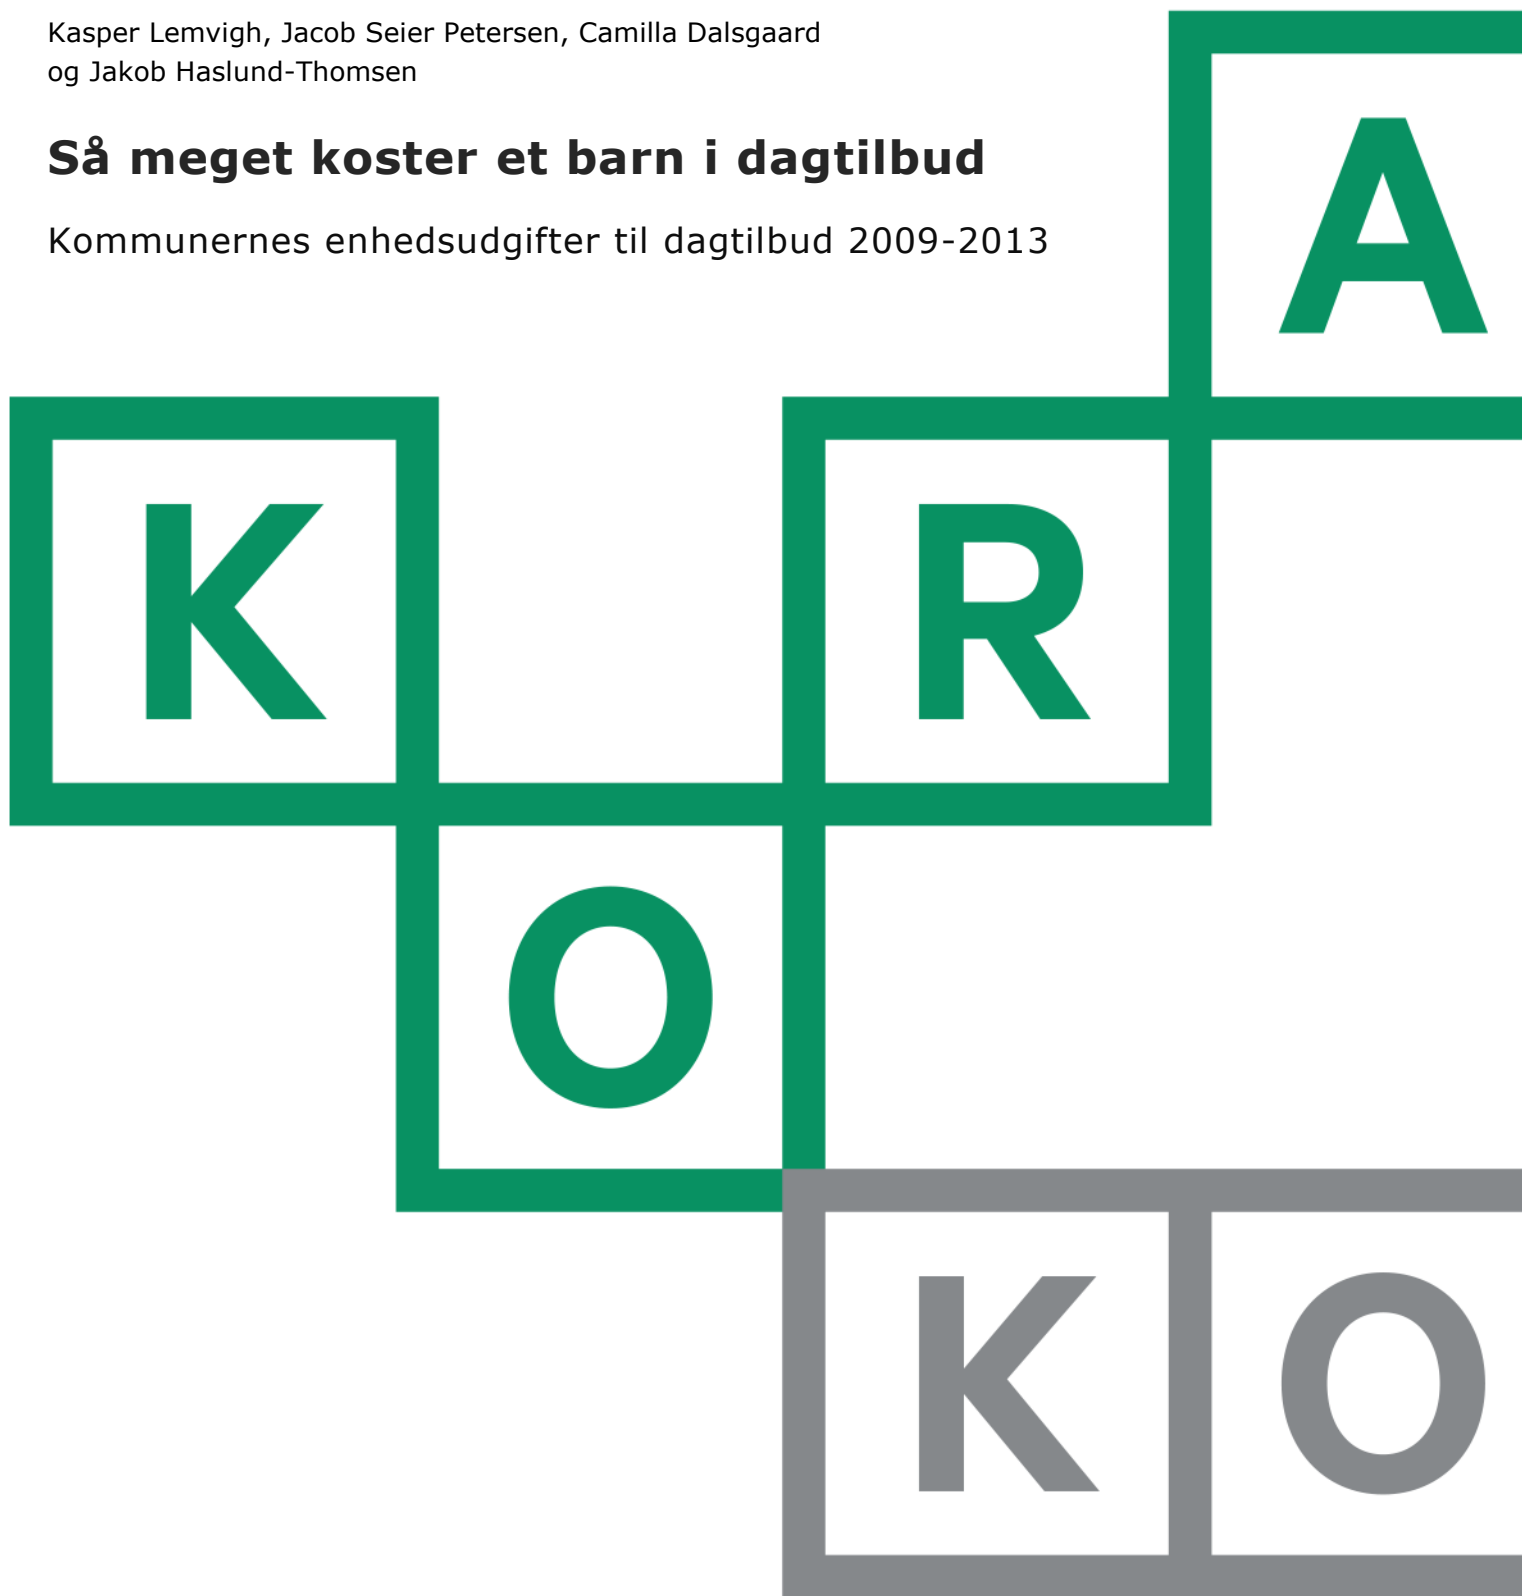 Kasper Lemvigh, Jacob Seier Petersen, Camilla Dalsgaard
og Jakob Haslund-Thomsen
Så meget koster et barn i dagtilbud
Kommunernes enhedsudgifter til dagtilbud 2009-2013
A
K R
O
K O